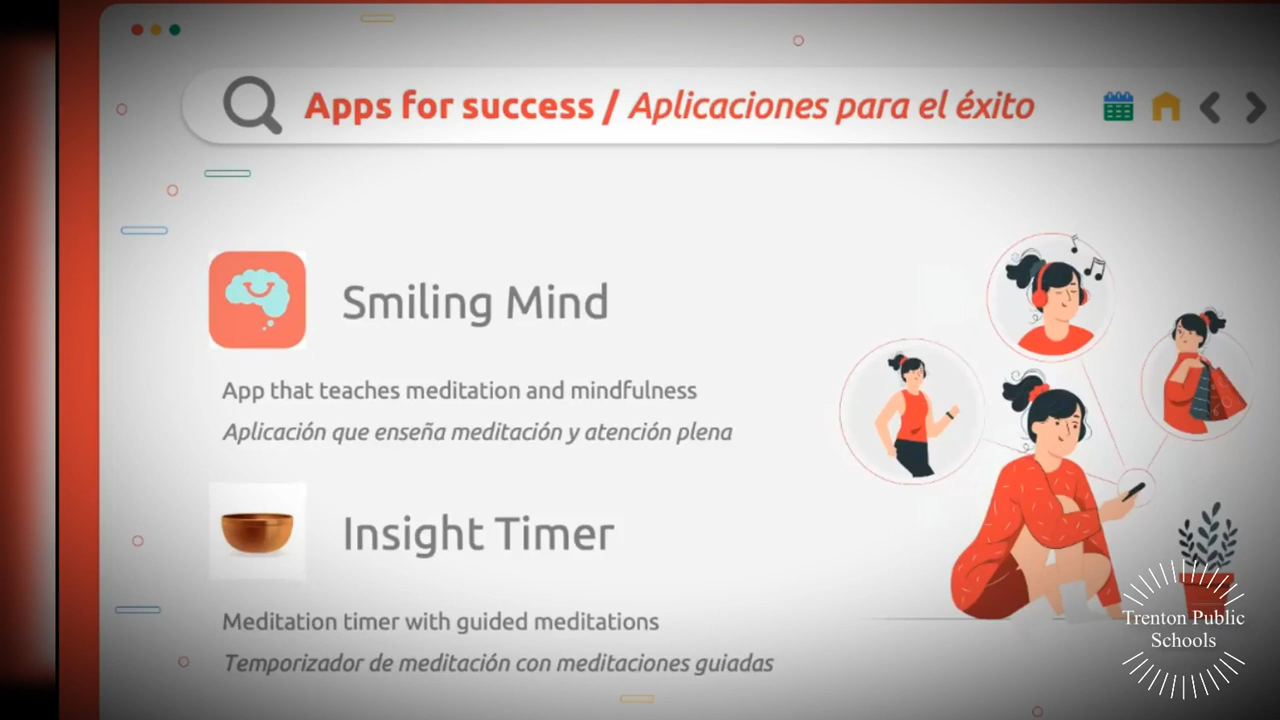 Apps for success / Aplicaciones para el éxito
Smiling Mind
App that teaches meditation and mindfulness
Aplicación que enseña meditación y atención plena
Insight Timer
Meditation timer with guided meditations
Temporizador de meditación con meditaciones guiadas
Trenton Public
Schools